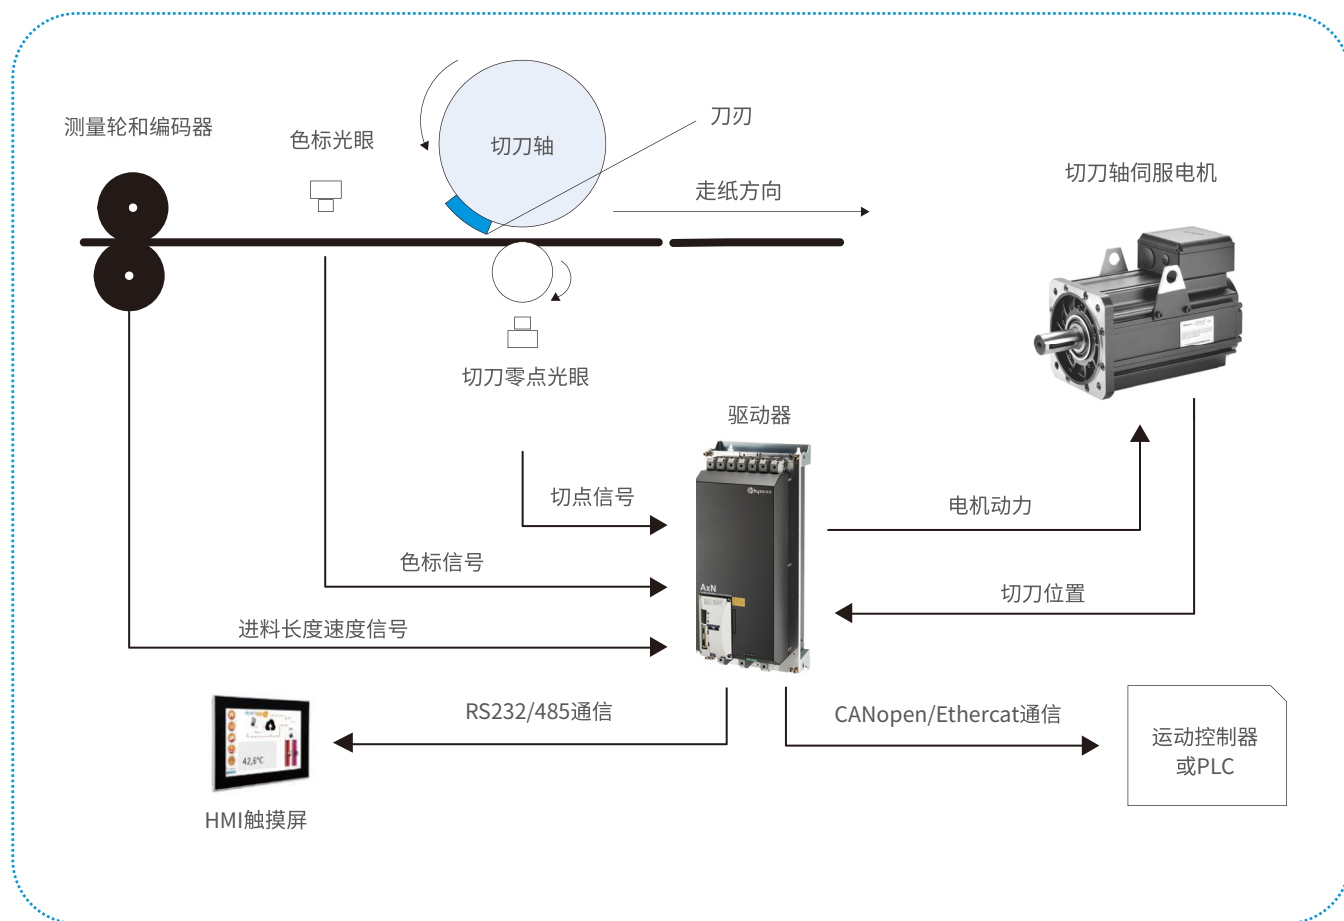 测量轮和编码器
色标光眼
切刀轴
刀刃
走纸方向
切刀轴伺服电机
切刀零点光眼
驱动器
切点信号
电机动力
色标信号
AxN
切刀位置
进料长度速度信号
RS232/485通信
CANopen/Ethercat通信
运动控制器
或PLC
42,6°C
HMI触摸屏